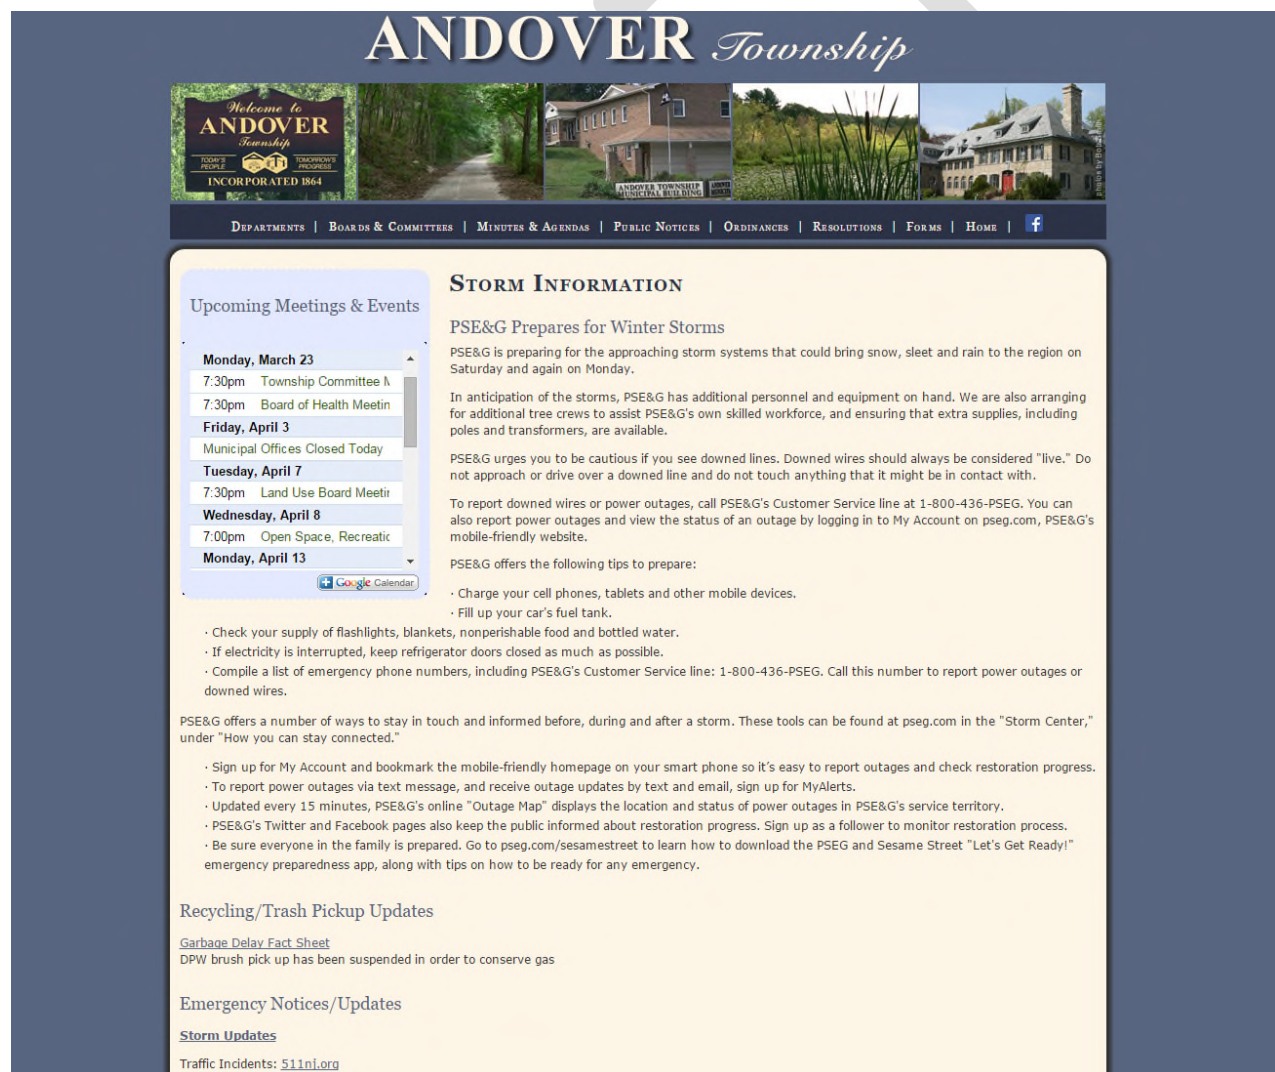 ANDOVER Township
Welcome to
ANDOVER
Township
TODAY'S
PEOPLE
TOMORROW'S
PROGRESS
INCORPORATED 1864
ANDOVER TOWNSHIP
MUNICIPAL BUILDING
Departments | Boards & Committees | Minutes & Agendas | Public Notices | Ordinances | Resolutions | Forms | Home |
Upcoming Meetings & Events
Monday, March 23
7:30pm Township Committee M
7:30pm Board of Health Meetin
Friday, April 3
Municipal Offices Closed Today
Tuesday, April 7
7:30pm Land Use Board Meetin
Wednesday, April 8
7:00pm Open Space, Recreatic
Monday, April 13
Google Calendar
Storm Information
PSE&G Prepares for Winter Storms
PSE&G is preparing for the approaching storm systems that could bring snow, sleet and rain to the region on
Saturday and again on Monday.
In anticipation of the storms, PSE&G has additional personnel and equipment on hand. We are also arranging
for additional tree crews to assist PSE&G's own skilled workforce, and ensuring that extra supplies, including
poles and transformers, are available.
PSE&G urges you to be cautious if you see downed lines. Downed wires should always be considered "live." Do
not approach or drive over a downed line and do not touch anything that it might be in contact with.
To report downed wires or power outages, call PSE&G's Customer Service line at 1-800-436-PSEG. You can
also report power outages and view the status of an outage by logging in to My Account on pseg.com, PSE&G's
mobile-friendly website.
PSE&G offers the following tips to prepare:
· Charge your cell phones, tablets and other mobile devices.
· Fill up your car's fuel tank.
· Check your supply of flashlights, blankets, nonperishable food and bottled water.
· If electricity is interrupted, keep refrigerator doors closed as much as possible.
· Compile a list of emergency phone numbers, including PSE&G's Customer Service line: 1-800-436-PSEG. Call this number to report power outages or
downed wires.
PSE&G offers a number of ways to stay in touch and informed before, during and after a storm. These tools can be found at pseg.com in the "Storm Center,"
under "How you can stay connected."
· Sign up for My Account and bookmark the mobile-friendly homepage on your smart phone so it's easy to report outages and check restoration progress.
· To report power outages via text message, and receive outage updates by text and email, sign up for MyAlerts.
· Updated every 15 minutes, PSE&G's online "Outage Map" displays the location and status of power outages in PSE&G's service territory.
· PSE&G's Twitter and Facebook pages also keep the public informed about restoration progress. Sign up as a follower to monitor restoration process.
· Be sure everyone in the family is prepared. Go to pseg.com/sesamestreet to learn how to download the PSEG and Sesame Street "Let's Get Ready!"
emergency preparedness app, along with tips on how to be ready for any emergency.
Recycling/Trash Pickup Updates
Garbage Delay Fact Sheet
DPW brush pick up has been suspended in order to conserve gas
Emergency Notices/Updates
Storm Updates
Traffic Incidents: 511nj.org